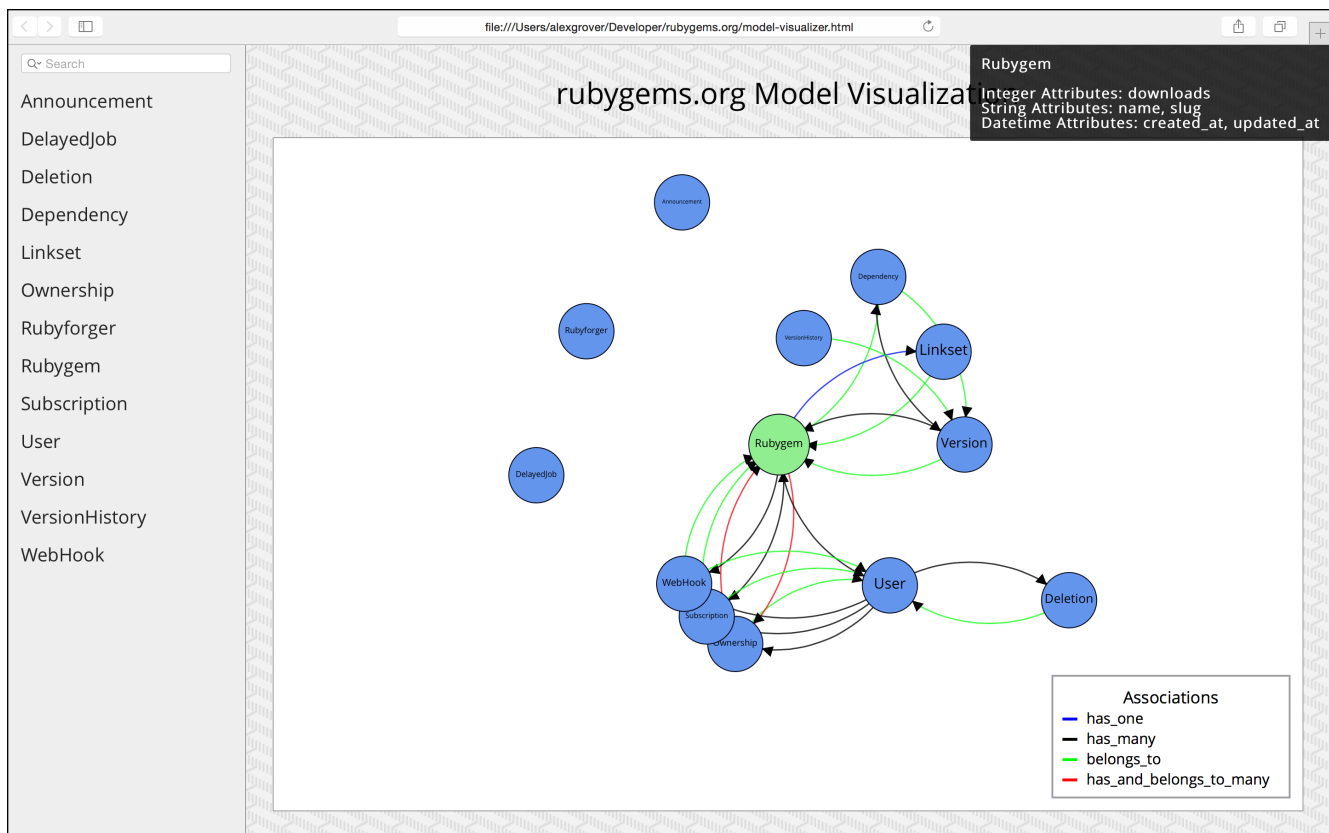 file:///Users/alexgrover/Developer/rubygems.org/model-visualizer.html
Search
Announcement
DelayedJob
Deletion
Dependency
Linkset
Ownership
Rubyforger
Rubygem
Subscription
User
Version
VersionHistory
WebHook
rubygems.org Model Visualization
Rubygem
Integer Attributes: downloads
String Attributes: name, slug
Datetime Attributes: created_at, updated_at
Announcement
Dependency
Rubyforger
VersionHistory
Linkset
Rubygem
Version
DelayedJob
WebHook
User
Deletion
Subscription
Ownership
Associations
has_one
has_many
belongs_to
has_and_belongs_to_many